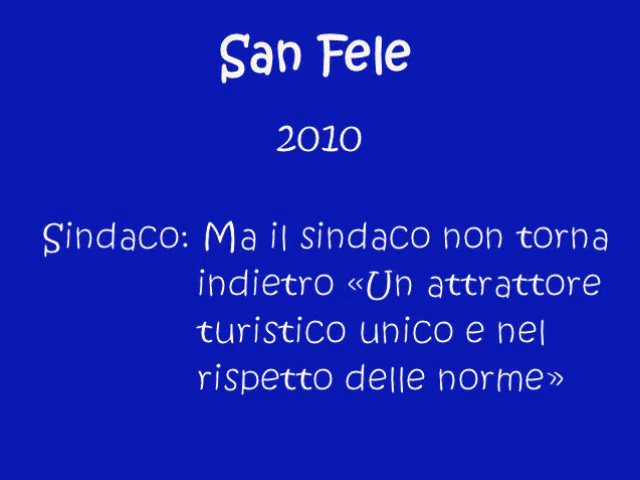 San Fele
2010
Sindaco: Ma il sindaco non torna
indietro «Un attrattore
turistico unico e nel
rispetto delle norme»